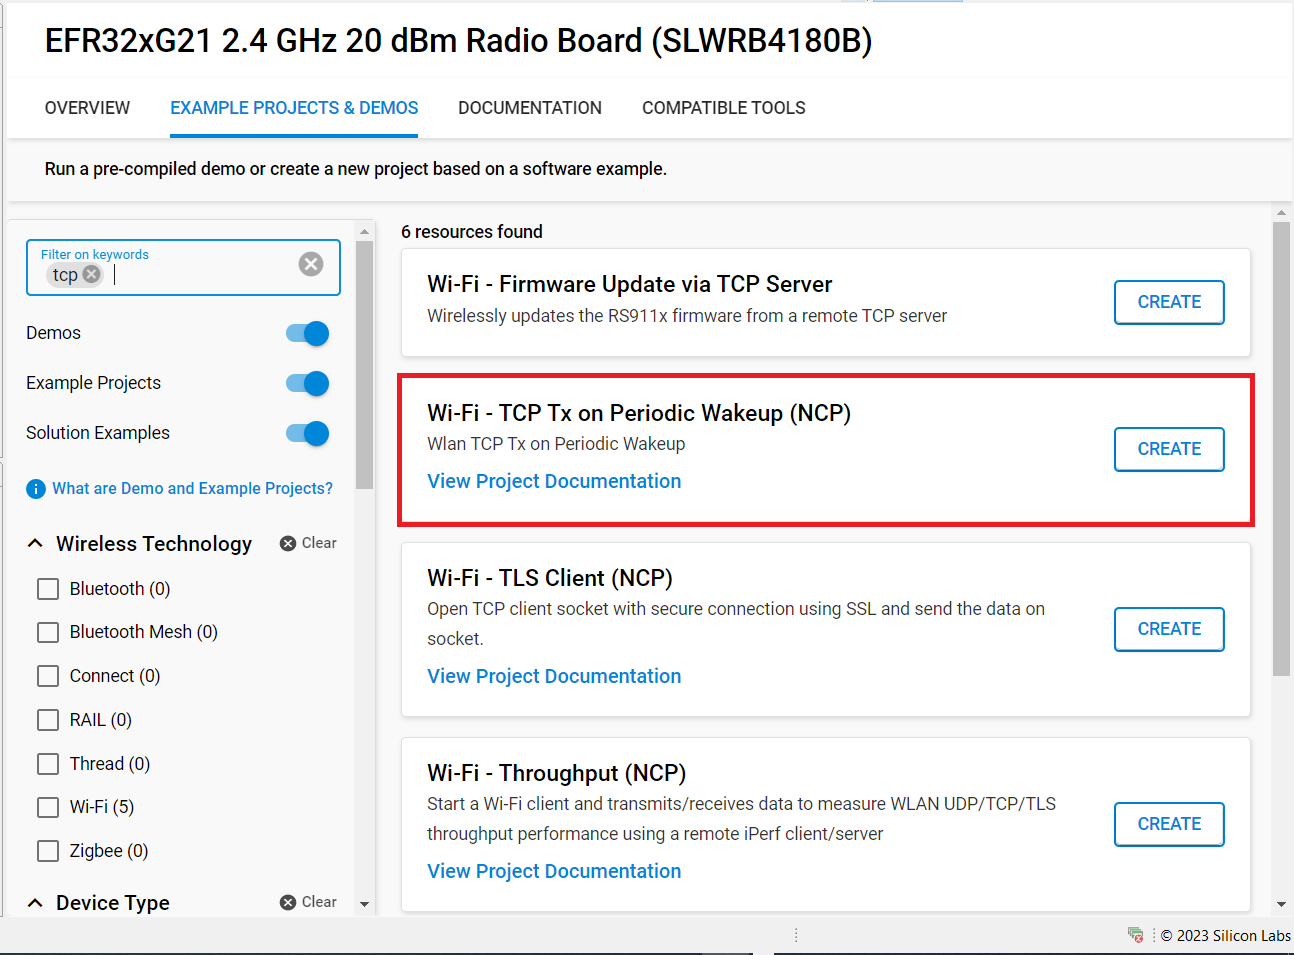 EFR32xG21 2.4 GHz 20 dBm Radio Board (SLWRB4180B)
OVERVIEW
EXAMPLE PROJECTS & DEMOS
DOCUMENTATION
COMPATIBLE TOOLS
Run a pre-compiled demo or create a new project based on a software example.
Filter on keywords
tcp
Demos
Example Projects
Solution Examples
What are Demo and Example Projects?
Wireless Technology
Clear
Bluetooth (0)
Bluetooth Mesh (0)
Connect (0)
RAIL (0)
Thread (0)
Wi-Fi (5)
Zigbee (0)
Device Type
Clear
6 resources found
Wi-Fi - Firmware Update via TCP Server
Wirelessly updates the RS911x firmware from a remote TCP server
CREATE
Wi-Fi - TCP Tx on Periodic Wakeup (NCP)
Wlan TCP Tx on Periodic Wakeup
View Project Documentation
CREATE
Wi-Fi - TLS Client (NCP)
Open TCP client socket with secure connection using SSL and send the data on
socket.
View Project Documentation
CREATE
Wi-Fi - Throughput (NCP)
Start a Wi-Fi client and transmits/receives data to measure WLAN UDP/TCP/TLS
throughput performance using a remote iPerf client/server
View Project Documentation
CREATE
© 2023 Silicon Labs